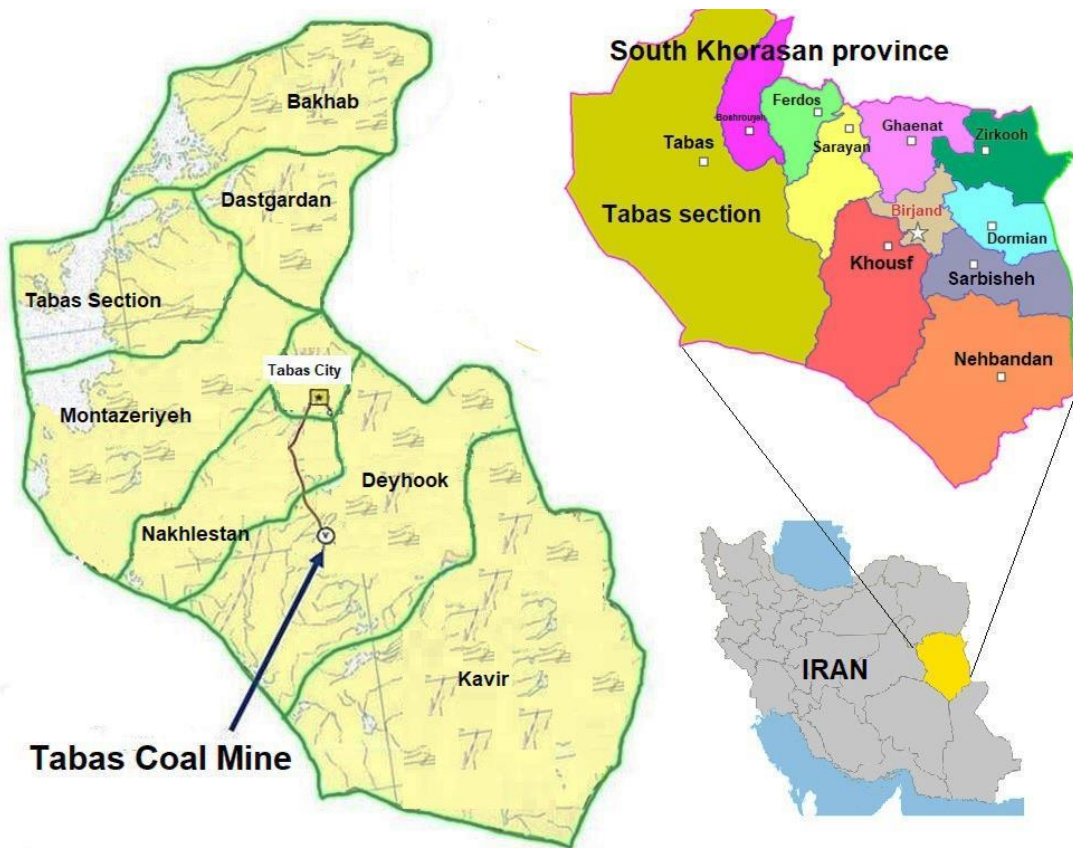 Bakhab
Dastgardan
Tabas Section
Tabas City
Montazeriyeh
Deyhook
Nakhlestan
Kavir
Tabas Coal Mine
South Khorasan province
Ferdos
Boshrouyeh
Ghaenat
Zirkooh
Sarayan
Tabas
Tabas section
Birjand
Dormian
Khousf
Sarbisheh
Nehbandan
IRAN